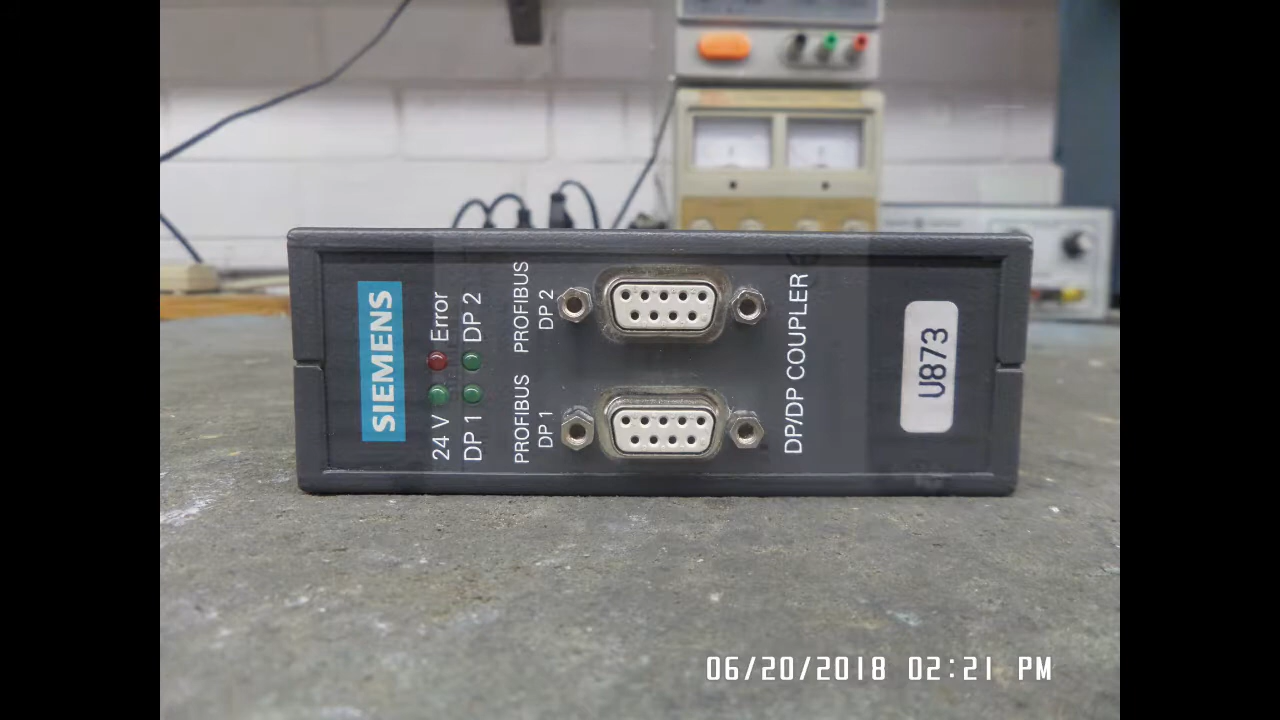 SIEMENS
24 V
Error
DP 1
DP 2
PROFIBUS
DP 1
PROFIBUS
DP 2
DP/DP COUPLER
U873
06/20/2018 02:21 PM